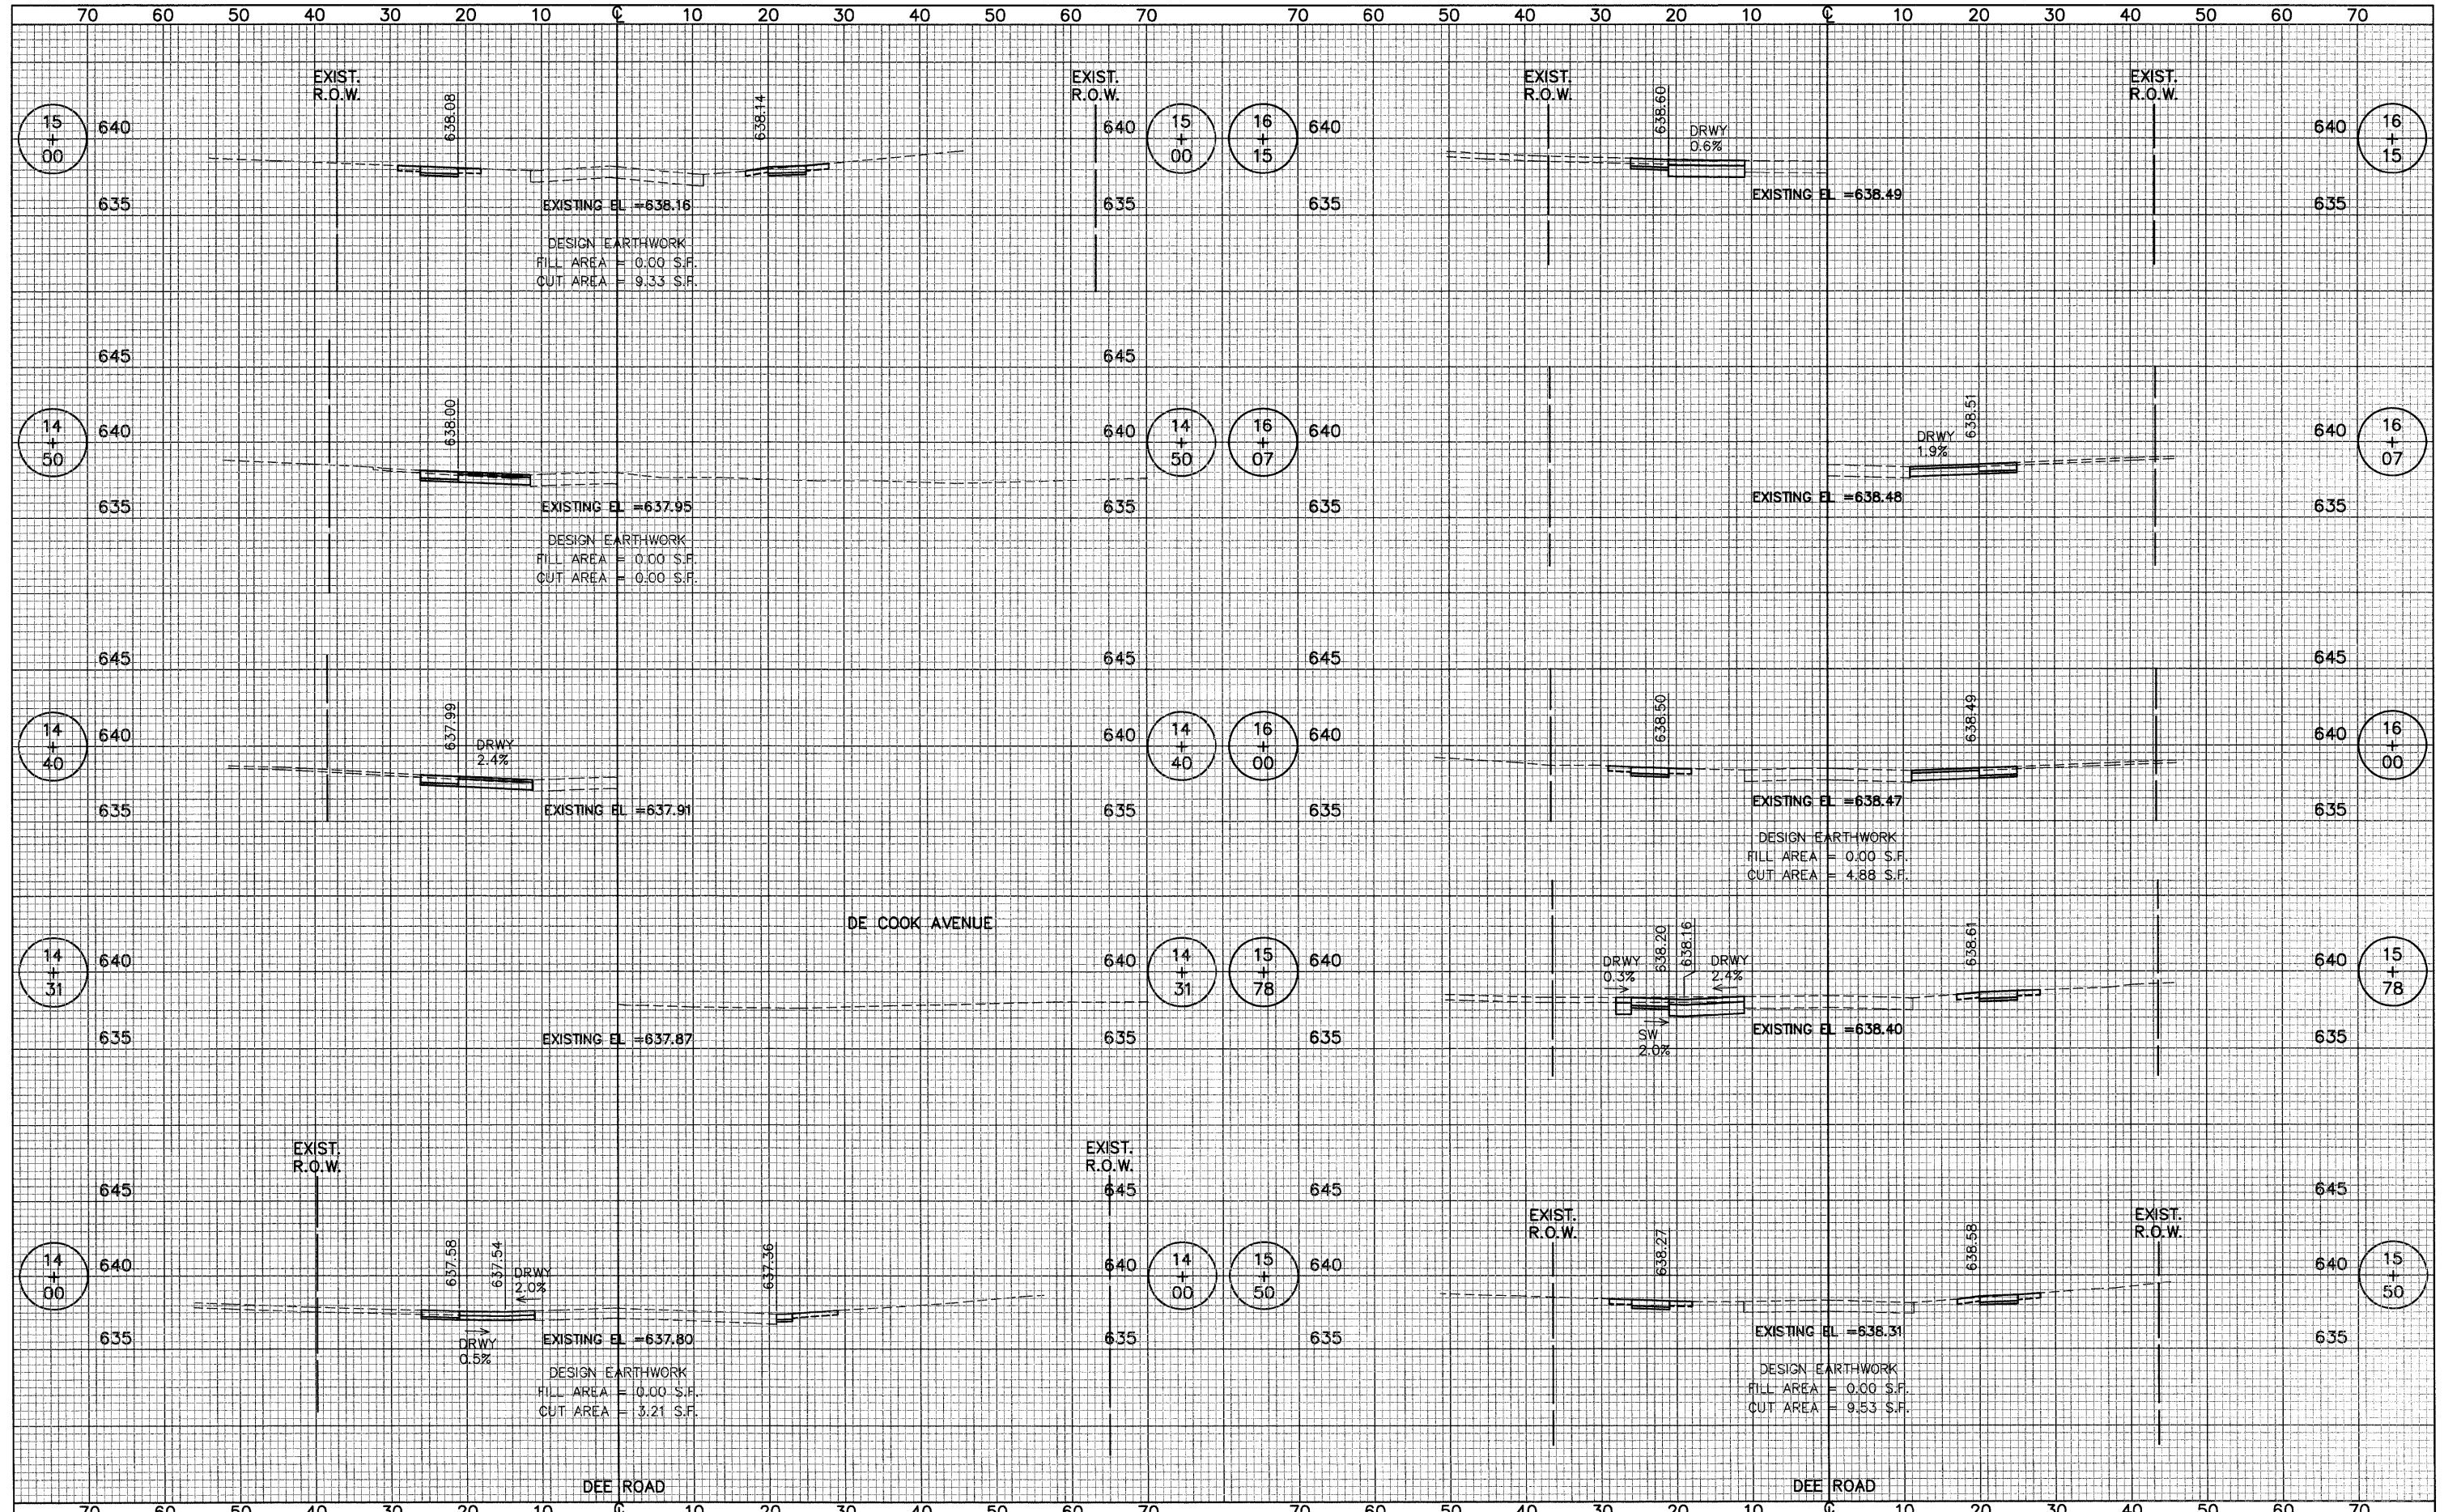 70 60 50 40 30 20 10 ℄ 10 20 30 40 50 60 70 70 60 50 40 30 20 10 ℄ 10 20 30 40 50 60 70
EXIST.
R.O.W.
638.08
638.14
EXIST.
R.O.W.
15
+
00
640
640
15
+
00
635
635
EXISTING EL =638.16
DESIGN EARTHWORK
FILL AREA = 0.00 S.F.
CUT AREA = 9.33 S.F.
645
645
638.00
14
+
50
640
640
14
+
50
635
635
EXISTING EL =637.95
DESIGN EARTHWORK
FILL AREA = 0.00 S.F.
CUT AREA = 0.00 S.F.
645
645
637.99
DRWY
2.4%
14
+
40
640
640
14
+
40
635
635
EXISTING EL =637.91
DE COOK AVENUE
14
+
31
640
640
14
+
31
635
635
EXISTING EL =637.87
EXIST.
R.O.W.
EXIST.
R.O.W.
645
645
637.58
637.54
DRWY
2.0%
637.36
14
+
00
640
640
14
+
00
635
635
DRWY
0.5%
EXISTING EL =637.80
DESIGN EARTHWORK
FILL AREA = 0.00 S.F.
CUT AREA = 3.21 S.F.
DEE ROAD
EXIST.
R.O.W.
638.60
DRWY
0.6%
EXIST.
R.O.W.
16
+
15
640
640
16
+
15
635
635
EXISTING EL =638.49
638.51
DRWY
1.9%
16
+
07
640
640
16
+
07
635
635
EXISTING EL =638.48
645
645
638.50
638.49
16
+
00
640
640
16
+
00
635
635
EXISTING EL =638.47
DESIGN EARTHWORK
FILL AREA = 0.00 S.F.
CUT AREA = 4.88 S.F.
DRWY
0.3%
638.20
638.16
DRWY
2.4%
638.61
15
+
78
640
640
15
+
78
635
635
SW
2.0%
EXISTING EL =638.40
645
645
EXIST.
R.O.W.
EXIST.
R.O.W.
638.27
638.58
15
+
50
640
640
15
+
50
635
635
EXISTING EL =638.31
DESIGN EARTHWORK
FILL AREA = 0.00 S.F.
CUT AREA = 9.53 S.F.
DEE ROAD
70 60 50 40 30 20 10 ℄ 10 20 30 40 50 60 70 70 60 50 40 30 20 10 ℄ 10 20 30 40 50 60 70